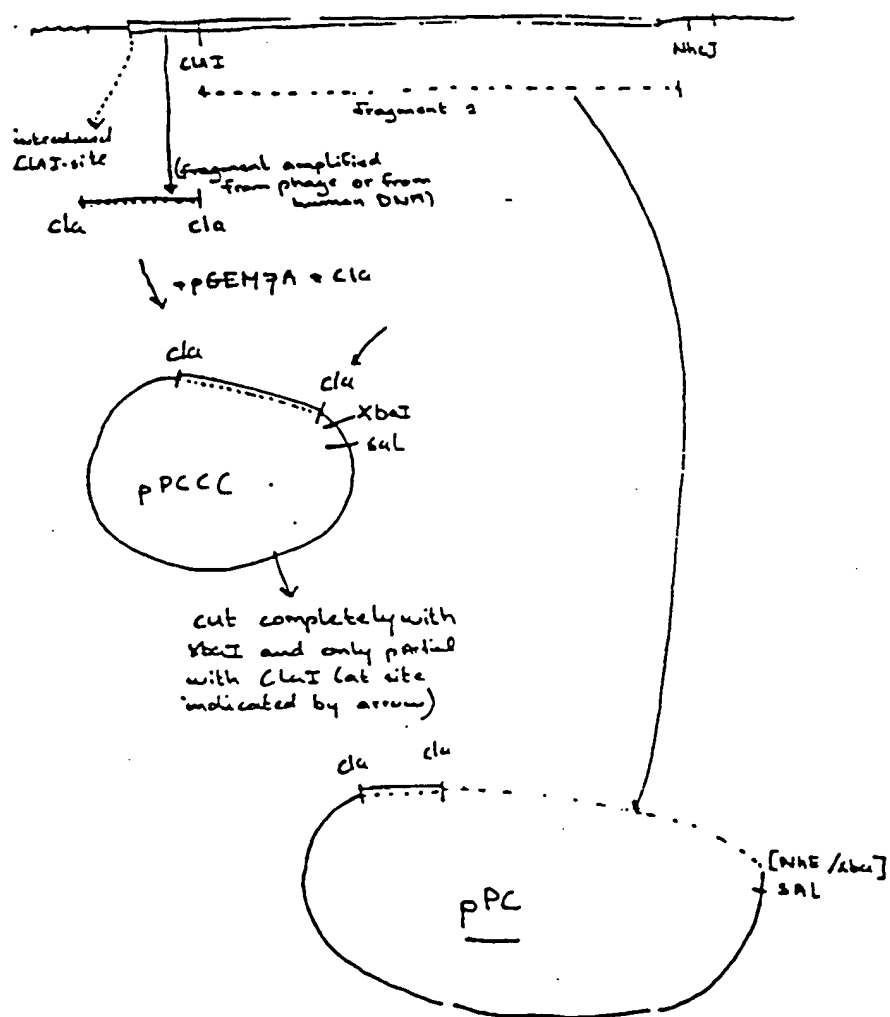 ClaI
NheI
fragment 2
introduced
ClaI-site
(fragment amplified
from phage or from
human DNA)
cla
cla
+pGEM7A + cla
cla
cla
XbaI
sal
pPCCC
cut completely with
XbaI and only partial
with ClaI (at site
indicated by arrow)
cla
cla
[NhE/xba]
SAL
pPC